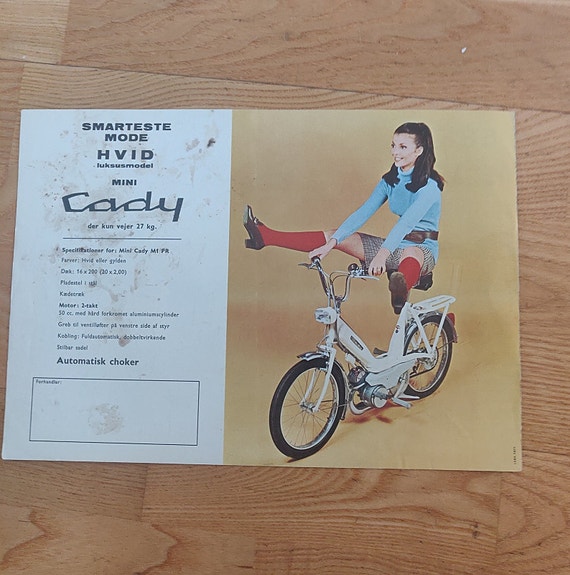 SMARTESTE
MODE
HVID
luksusmodel
MINI
Cady
der kun vejer 27 kg.
Specifikationer for: Mini Cady M1 PR
Farver: Hvid eller gylden
Dæk: 16 x 200 (20 x 2,00)
Pladestel i stål
Kædetræk
Motor: 2-takt
50 cc. med hård forkromet aluminiumscylinder
Greb til ventilløfter på venstre side af styr
Kobling: Fuldautomatisk, dobbeltvirkende
Stilbar sadel
Automatisk choker
Forhandler: